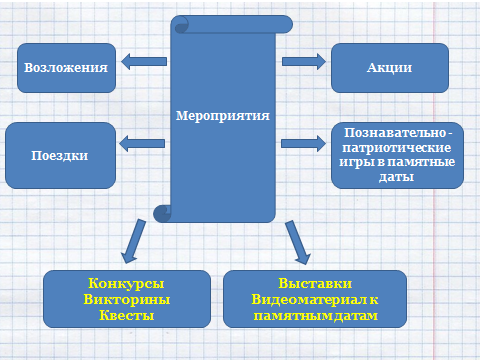 Возложения
Мероприятия
Акции
Поездки
Познавательно -
патриотические
игры в памятные
даты
Конкурсы
Викторины
Квесты
Выставки
Видеоматериал к
памятным датам